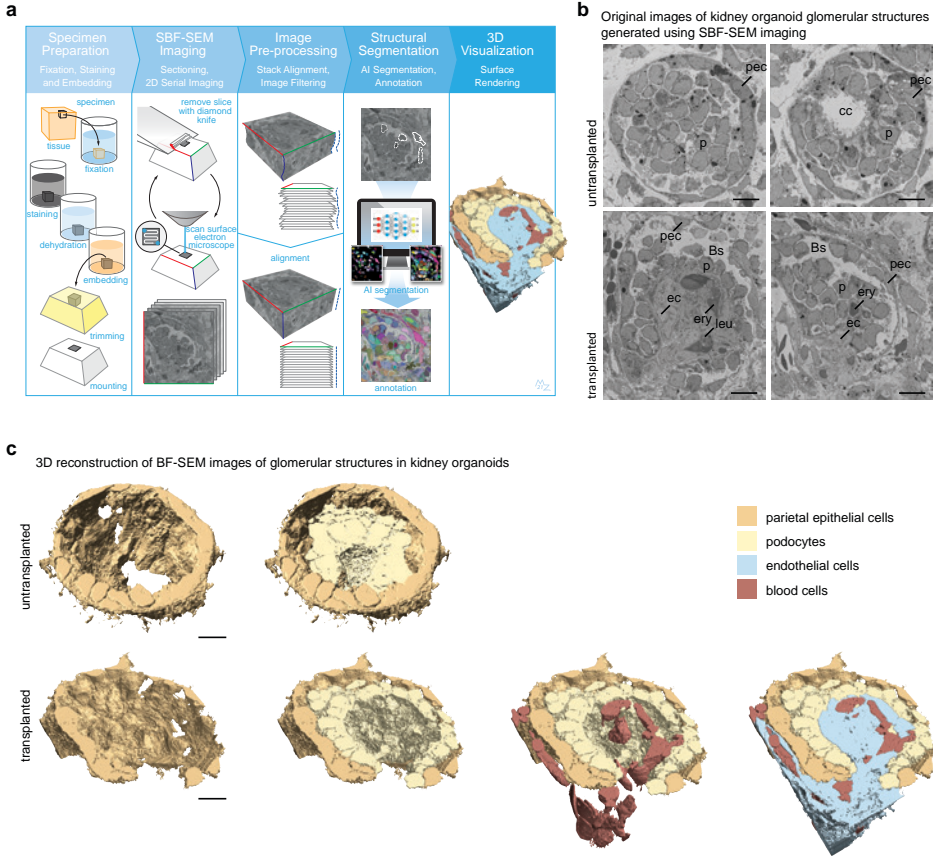 a
Specimen
Preparation
Fixation, Staining
and Embedding
SBF-SEM
Imaging
Sectioning,
2D Serial Imaging
Image
Pre-processing
Stack Alignment,
Image Filtering
Structural
Segmentation
AI Segmentation,
Annotation
3D
Visualization
Surface
Rendering
specimen
tissue
fixation
staining
dehydration
embedding
trimming
mounting
remove slice
with diamond
knife
scan surface
electron
microscope
alignment
AI segmentation
annotation
b
Original images of kidney organoid glomerular structures
generated using SBF-SEM imaging
untransplanted
pec
p
pec
cc
p
transplanted
pec
Bs
p
ec
ery
leu
Bs
pec
p
ery
ec
c
3D reconstruction of BF-SEM images of glomerular structures in kidney organoids
untransplanted
transplanted
parietal epithelial cells
podocytes
endothelial cells
blood cells